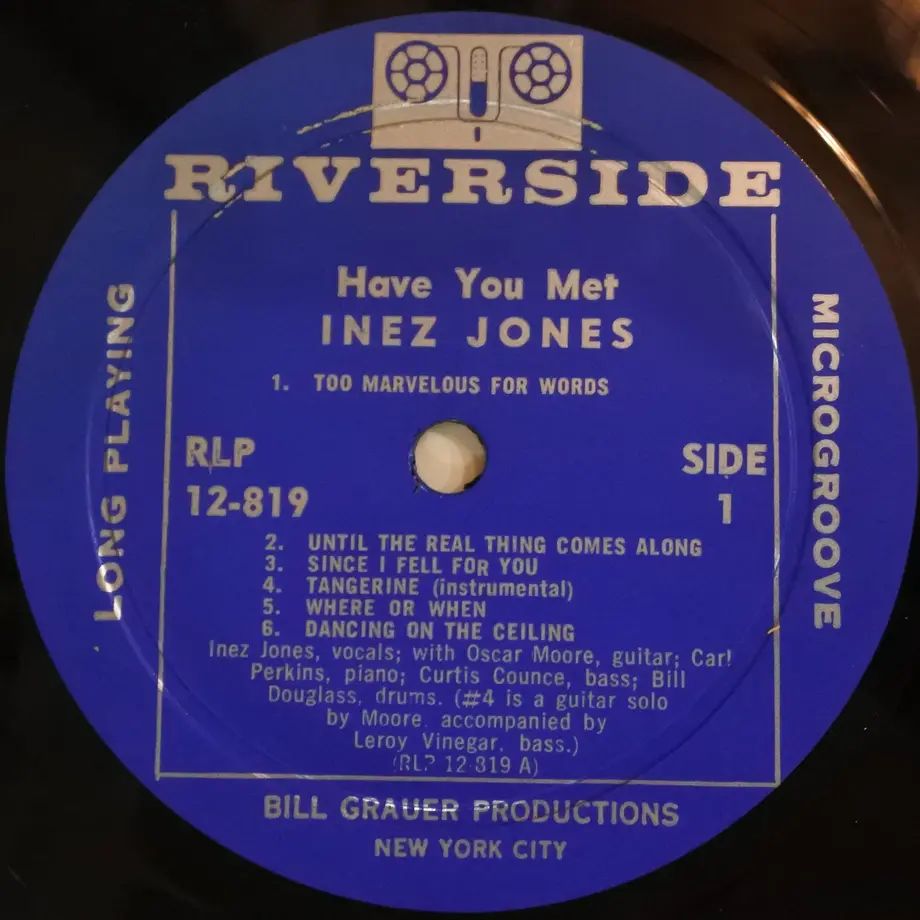 RIVERSIDE
Have You Met
INEZ JONES
1. TOO MARVELOUS FOR WORDS
LONG PLAYING
MICROGROOVE
RLP
12-819
SIDE
1
2. UNTIL THE REAL THING COMES ALONG
3. SINCE I FELL FOR YOU
4. TANGERINE (instrumental)
5. WHERE OR WHEN
6. DANCING ON THE CEILING
Inez Jones, vocals; with Oscar Moore, guitar; Carl
Perkins, piano; Curtis Counce, bass; Bill
Douglass, drums. (#4 is a guitar solo
by Moore, accompanied by
Leroy Vinegar, bass.)
(RLP 12-819 A)
BILL GRAUER PRODUCTIONS
NEW YORK CITY